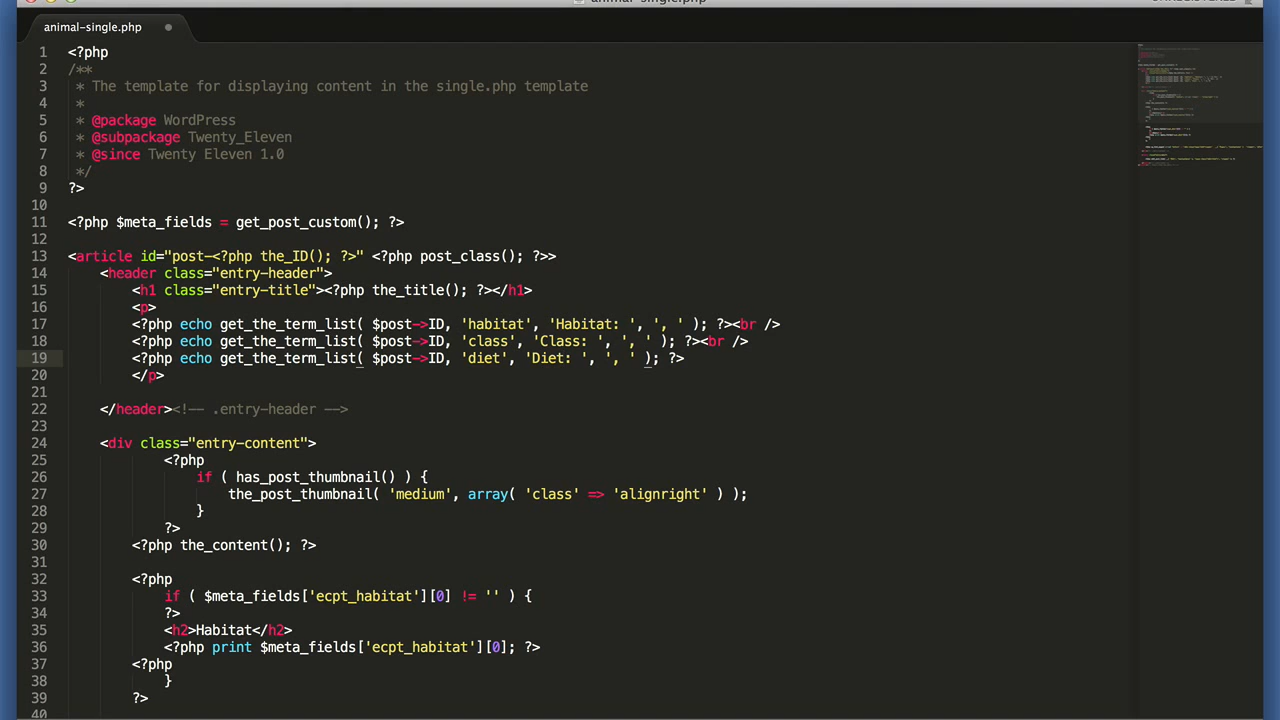 animal-single.php
animal-single.php
1 <?php
2 /**
3 * The template for displaying content in the single.php template
4 *
5 * @package WordPress
6 * @subpackage Twenty_Eleven
7 * @since Twenty Eleven 1.0
8 */
9 ?>
10
11 <?php $meta_fields = get_post_custom(); ?>
12
13 <article id="post-<?php the_ID(); ?>" <?php post_class(); ?>>
14 <header class="entry-header">
15 <h1 class="entry-title"><?php the_title(); ?></h1>
16 <p>
17 <?php echo get_the_term_list( $post->ID, 'habitat', 'Habitat: ', ', ', ' ); ?><br />
18 <?php echo get_the_term_list( $post->ID, 'class', 'Class: ', ', ', ' ); ?><br />
19 <?php echo get_the_term_list( $post->ID, 'diet', 'Diet: ', ', ', ' ); ?>
20 </p>
21
22 </header><!-- .entry-header -->
23
24 <div class="entry-content">
25 <?php
26 if ( has_post_thumbnail() ) {
27 the_post_thumbnail( 'medium', array( 'class' => 'alignright' ) );
28 }
29 ?>
30 <?php the_content(); ?>
31
32 <?php
33 if ( $meta_fields['ecpt_habitat'][0] != '' ) {
34 ?>
35 <h2>Habitat</h2>
36 <?php print $meta_fields['ecpt_habitat'][0]; ?>
37 <?php
38 }
39 ?>
40